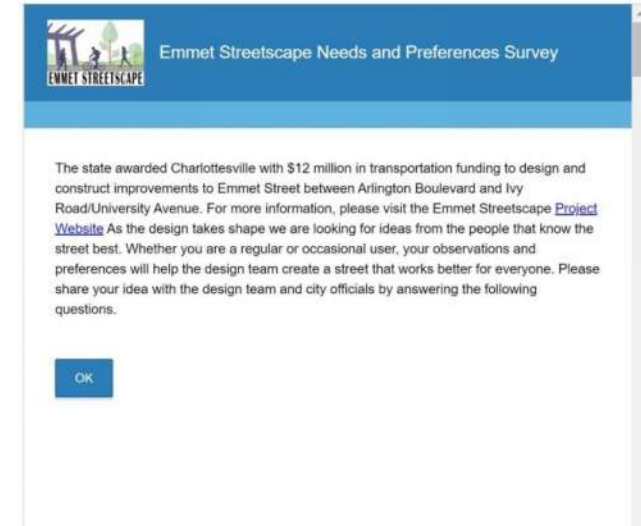 EMMET STREETSCAPE
Emmet Streetscape Needs and Preferences Survey
The state awarded Charlottesville with $12 million in transportation funding to design and
construct improvements to Emmet Street between Arlington Boulevard and Ivy
Road/University Avenue. For more information, please visit the Emmet Streetscape Project
Website As the design takes shape we are looking for ideas from the people that know the
street best. Whether you are a regular or occasional user, your observations and
preferences will help the design team create a street that works better for everyone. Please
share your idea with the design team and city officials by answering the following
questions.
OK